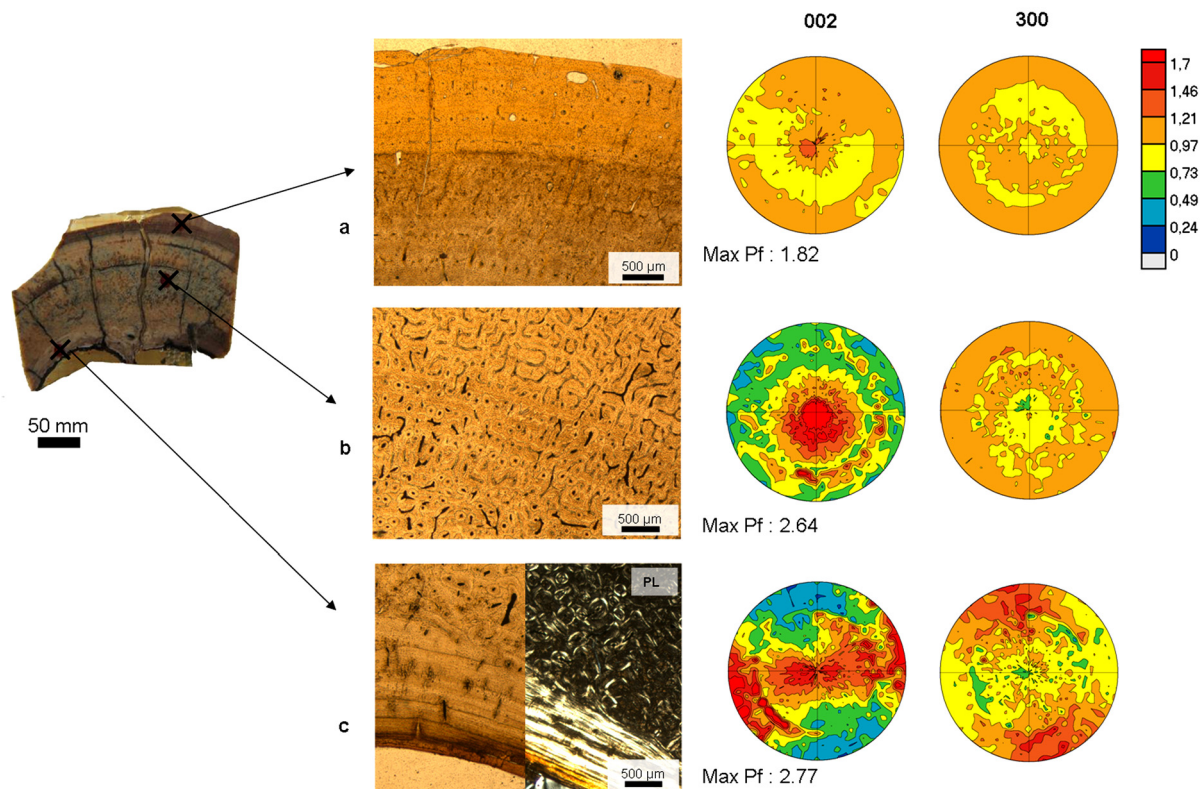 002
300
1,7
1,46
1,21
0,97
0,73
0,49
0,24
0
a
500 µm
Max Pf : 1.82
50 mm
b
500 µm
Max Pf : 2.64
PL
c
500 µm
Max Pf : 2.77